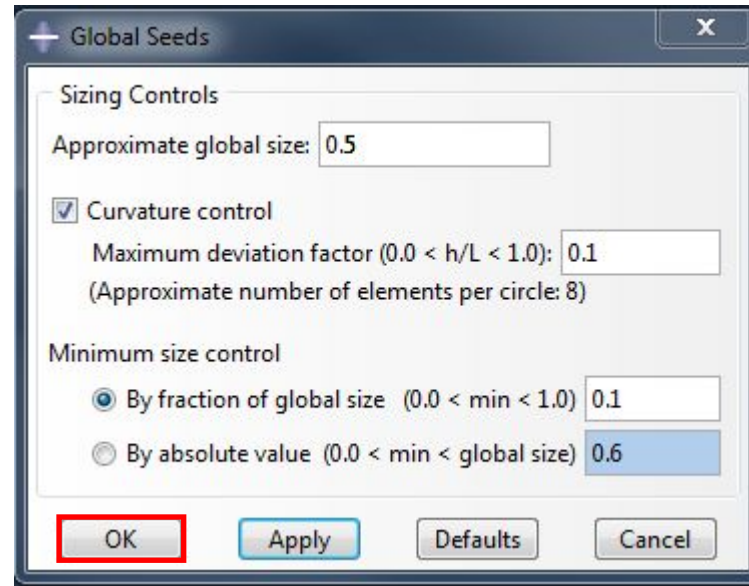 Global Seeds
x
Sizing Controls
Approximate global size: 0.5
Curvature control
Maximum deviation factor (0.0 < h/L < 1.0): 0.1
(Approximate number of elements per circle: 8)
Minimum size control
By fraction of global size (0.0 < min < 1.0) 0.1
By absolute value (0.0 < min < global size) 0.6
OK Apply Defaults Cancel